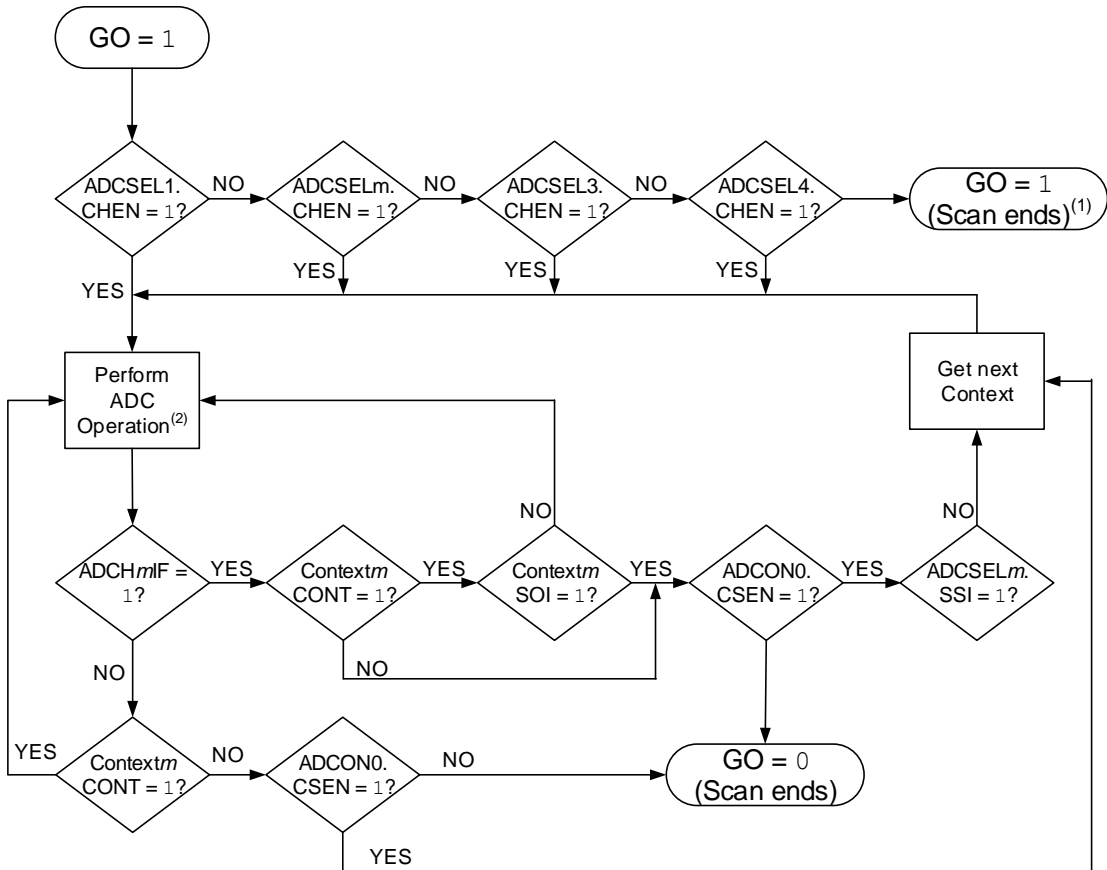 GO = 1
ADCSEL1.
CHEN = 1?
NO
ADCSELm.
CHEN = 1?
NO
ADCSEL3.
CHEN = 1?
NO
ADCSEL4.
CHEN = 1?
GO = 1
(Scan ends)(1)
YES
YES
YES
YES
Perform
ADC
Operation(2)
Get next
Context
NO
NO
ADCHmIF =
1?
YES
Contextm
CONT = 1?
YES
Contextm
SOI = 1?
YES
ADCON0.
CSEN = 1?
YES
ADCSELm.
SSI = 1?
NO
NO
YES
Contextm
CONT = 1?
NO
ADCON0.
CSEN = 1?
NO
GO = 0
(Scan ends)
YES